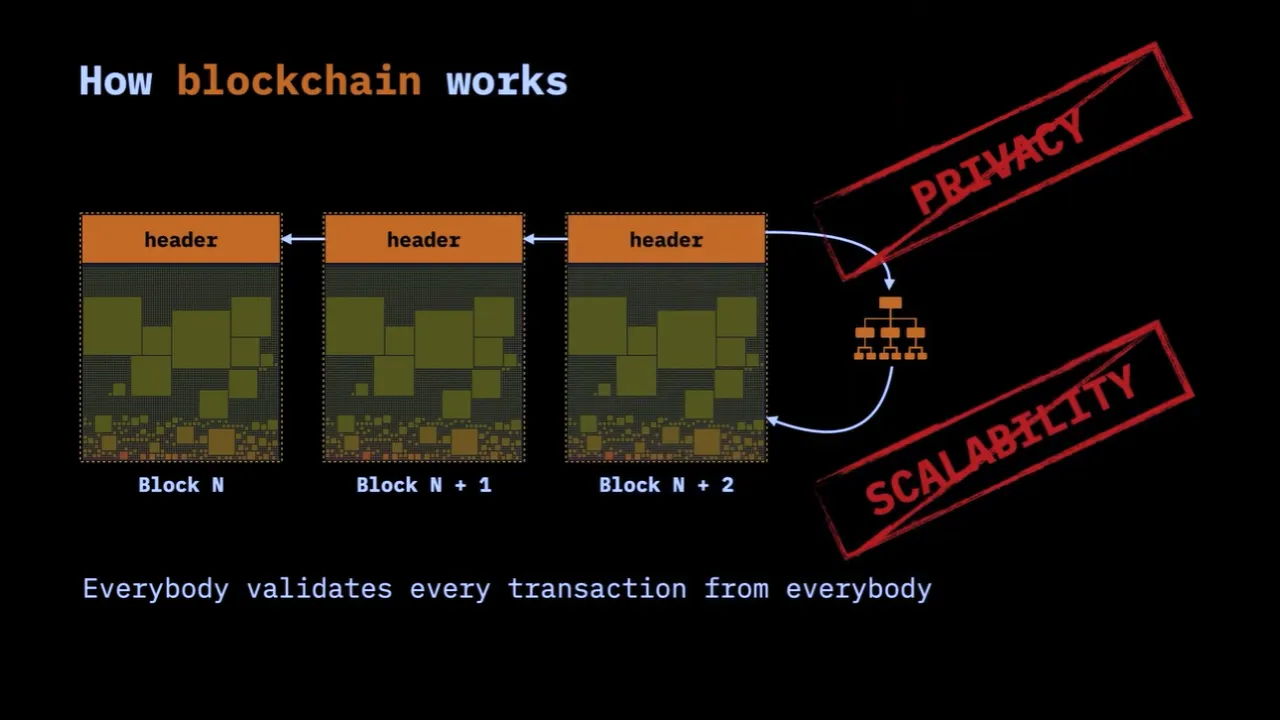 How blockchain works
PRIVACY
header
header
header
SCALABILITY
Block N
Block N + 1
Block N + 2
Everybody validates every transaction from everybody